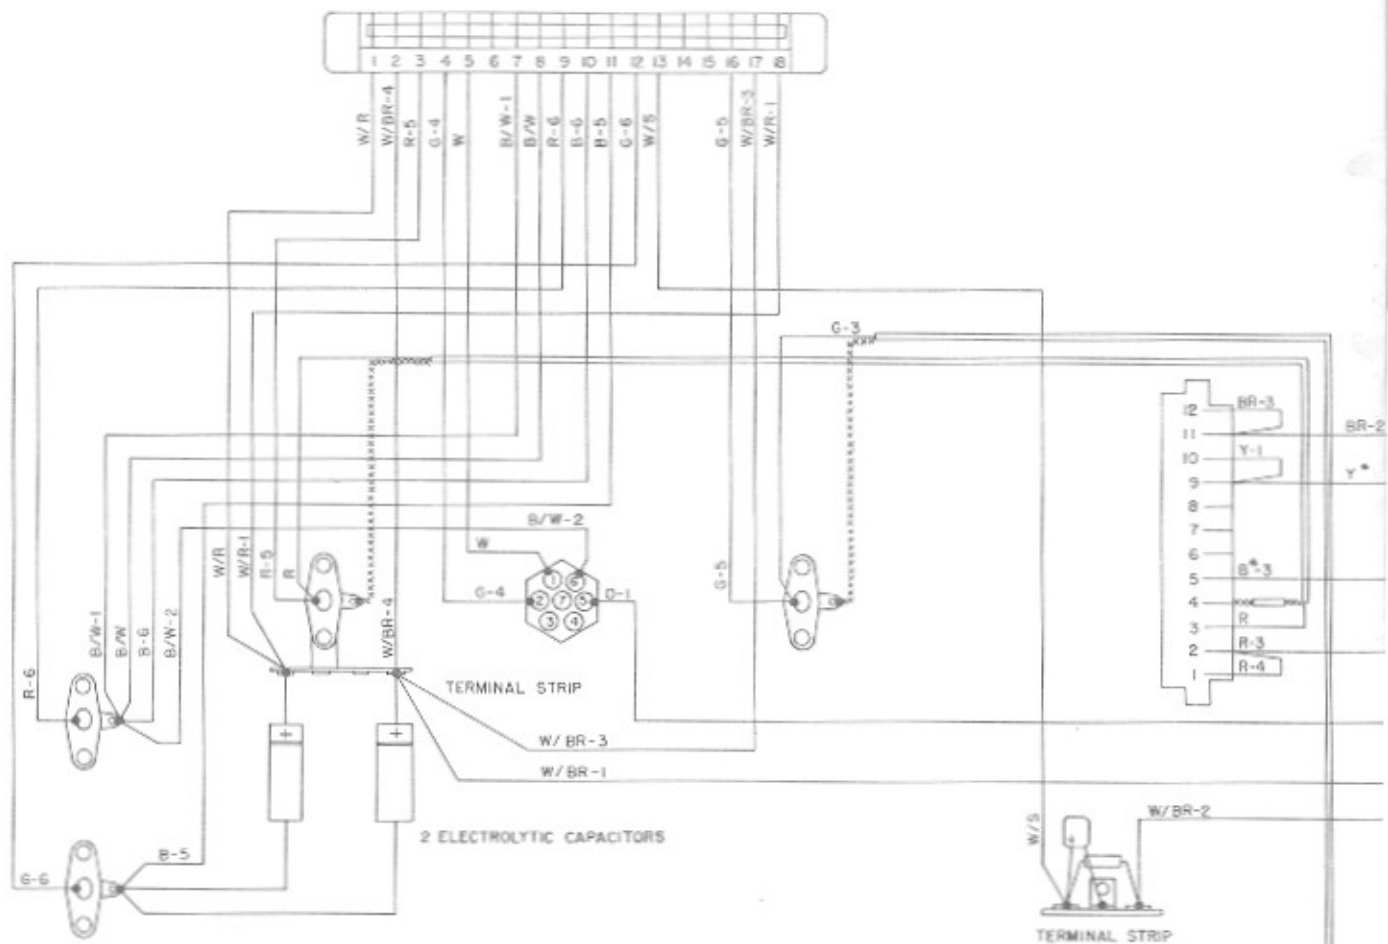 1 2 3 4 5 6 7 8 9 10 11 12 13 14 15 16 17 18
W/R
W/BR-4
R-5
G-4
W
B/W-1
B/W
R-6
B-6
B-5
G-6
W/S
G-5
W/BR-3
W/R-1
G-3
12 BR-3
11 BR-2
10 Y-1
9 Y*
8
7
6
5 B*-3
4
3 R
2 R-3
1 R-4
B/W-2
W
W/R
W/R-1
R-5
R
G-4
1 6
2 7 5
3 4
O-1
G-5
W/BR-4
B/W-1
B/W
B-6
B/W-2
R-6
TERMINAL STRIP
+
+
W/BR-3
W/BR-1
2 ELECTROLYTIC CAPACITORS
B-5
G-6
W/S
W/BR-2
+
TERMINAL STRIP